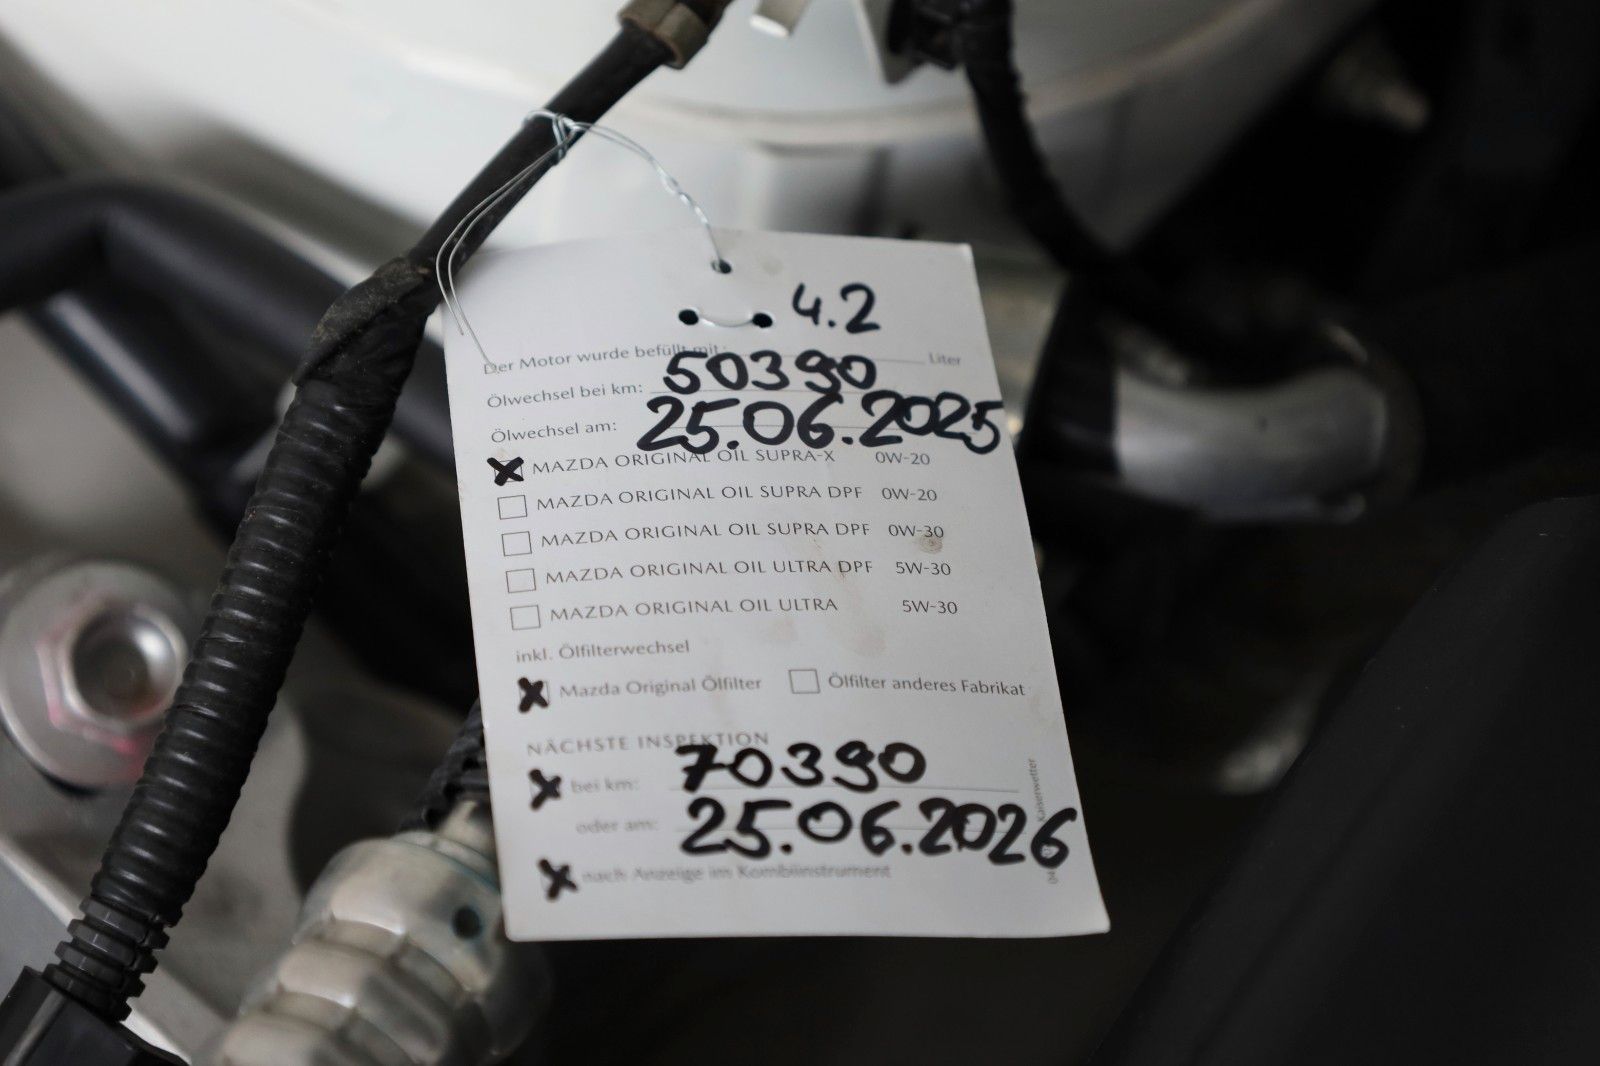 4.2
Der Motor wurde befüllt mit: Liter
Ölwechsel bei km: 50390
Ölwechsel am: 25.06.2025
X MAZDA ORIGINAL OIL SUPRA-X 0W-20
MAZDA ORIGINAL OIL SUPRA DPF 0W-20
MAZDA ORIGINAL OIL SUPRA DPF 0W-30
MAZDA ORIGINAL OIL ULTRA DPF 5W-30
MAZDA ORIGINAL OIL ULTRA 5W-30
inkl. Ölfilterwechsel
X Mazda Original Ölfilter Ölfilter anderes Fabrikat
NÄCHSTE INSPEKTION
X bei km: 70390
oder am: 25.06.2026
X nach Anzeige im Kombiinstrument
Kaiserwetter